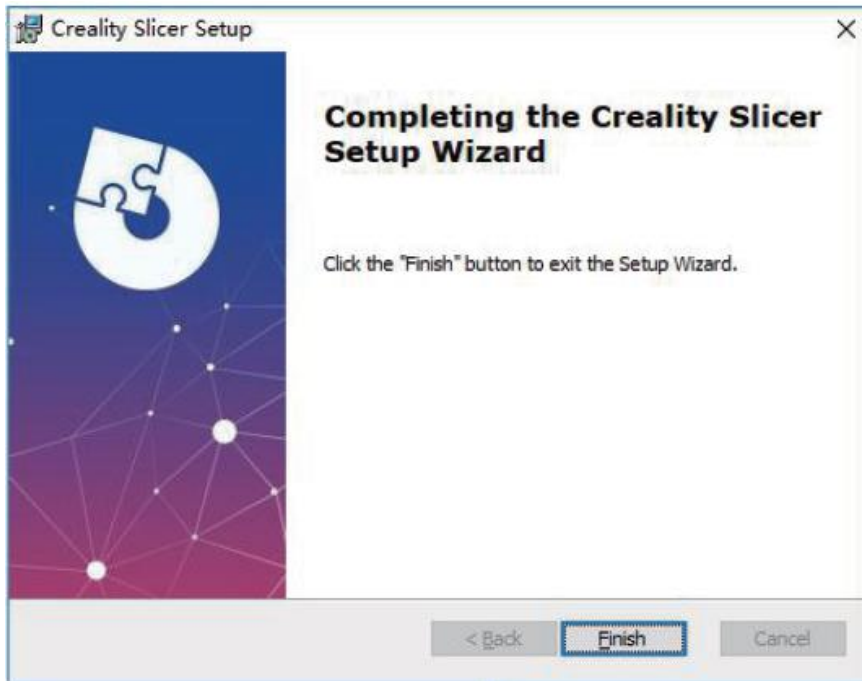 Creality Slicer Setup
Completing the Creality Slicer
Setup Wizard
Click the "Finish" button to exit the Setup Wizard.
< Back
Finish
Cancel